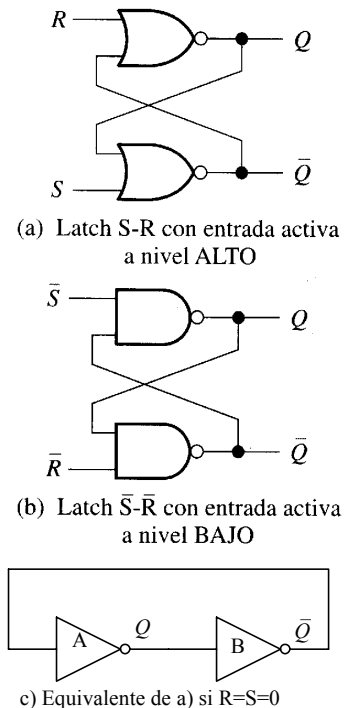 R
Q
S
Q̄
(a) Latch S-R con entrada activa
a nivel ALTO
S̄
Q
R̄
Q̄
(b) Latch S̄-R̄ con entrada activa
a nivel BAJO
A
Q
B
Q̄
c) Equivalente de a) si R=S=0